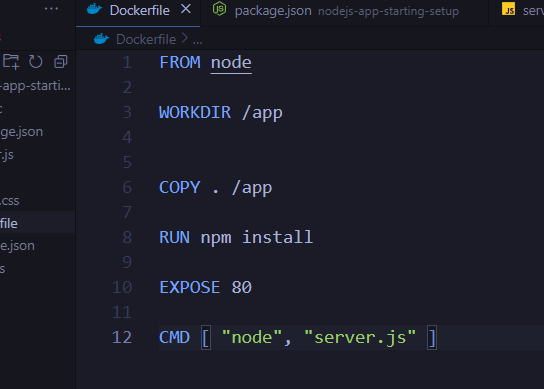 Dockerfile
package.json nodejs-app-starting-setup
JS ser
Dockerfile > ...
-app-starti...
ge.json
r.js
.css
file
e.json
s
1 FROM node
2
3 WORKDIR /app
4
5
6 COPY . /app
7
8 RUN npm install
9
10 EXPOSE 80
11
12 CMD [ "node", "server.js" ]